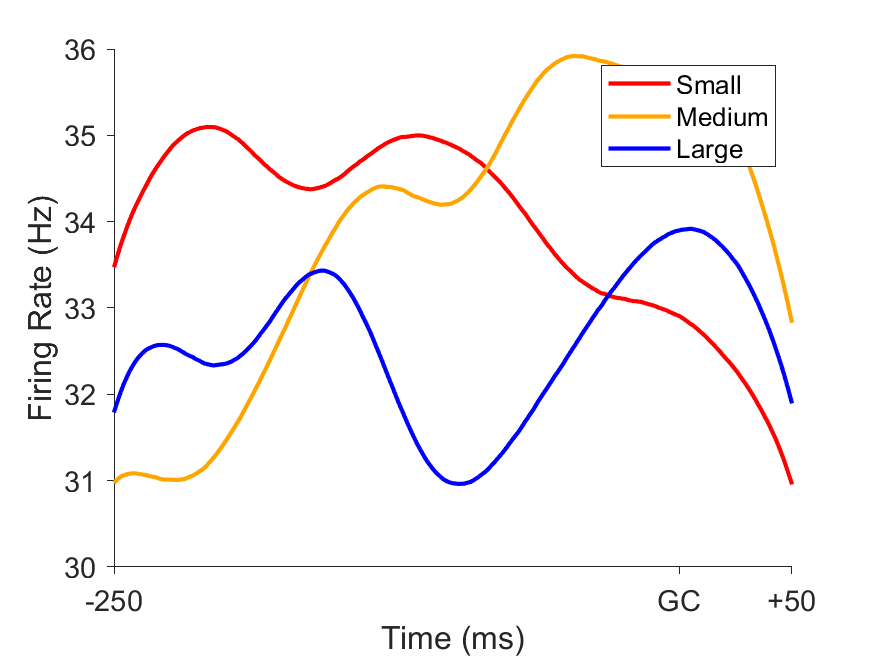 Firing Rate (Hz)
36
35
34
33
32
31
30
-250
GC
+50
Time (ms)
Small
Medium
Large